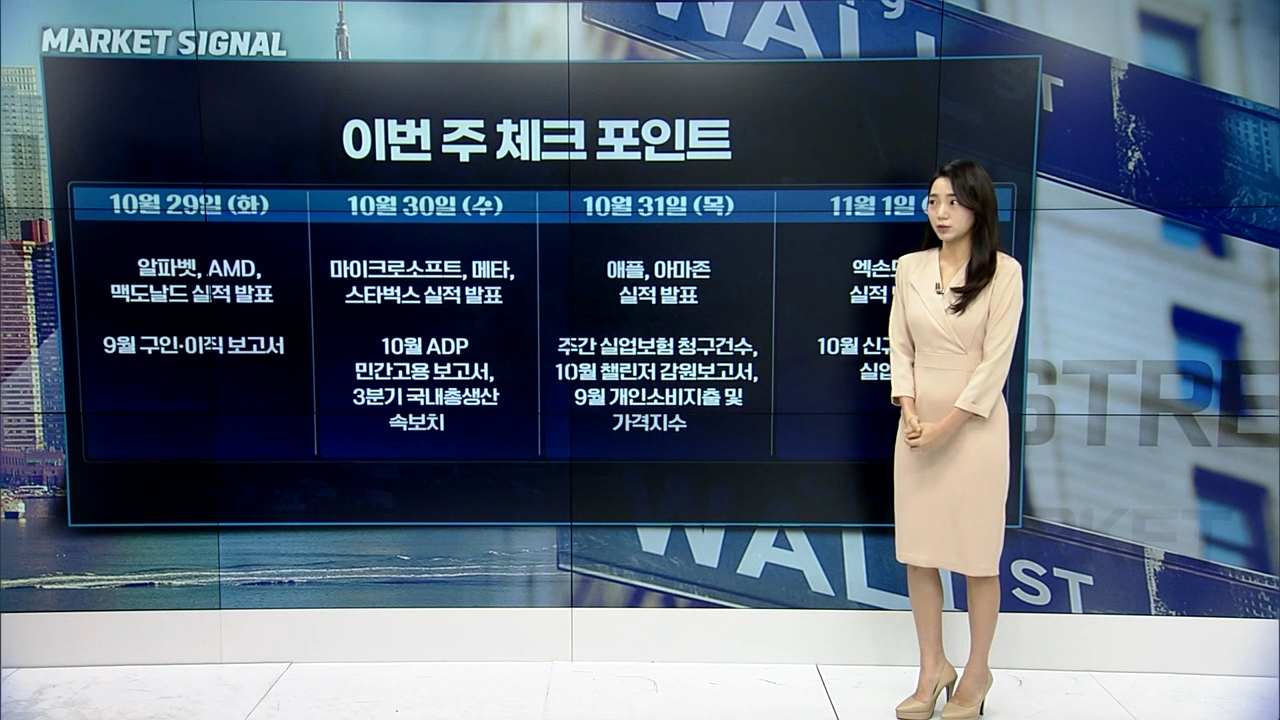 MARKET SIGNAL
이번 주 체크 포인트
10월 29일 (화)
알파벳, AMD,
맥도날드 실적 발표
9월 구인·이직 보고서
10월 30일 (수)
마이크로소프트, 메타,
스타벅스 실적 발표
10월 ADP
민간고용 보고서,
3분기 국내총생산
속보치
10월 31일 (목)
애플, 아마존
실적 발표
주간 실업보험 청구건수,
10월 챌린저 감원보고서,
9월 개인소비지출 및
가격지수
11월 1일
실적
10월
WALL ST
STRE
WALL ST